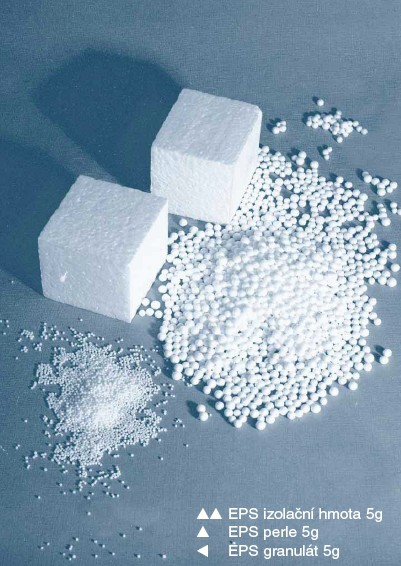 ▲▲ EPS izolační hmota 5g
▲ EPS perle 5g
◀ EPS granulát 5g